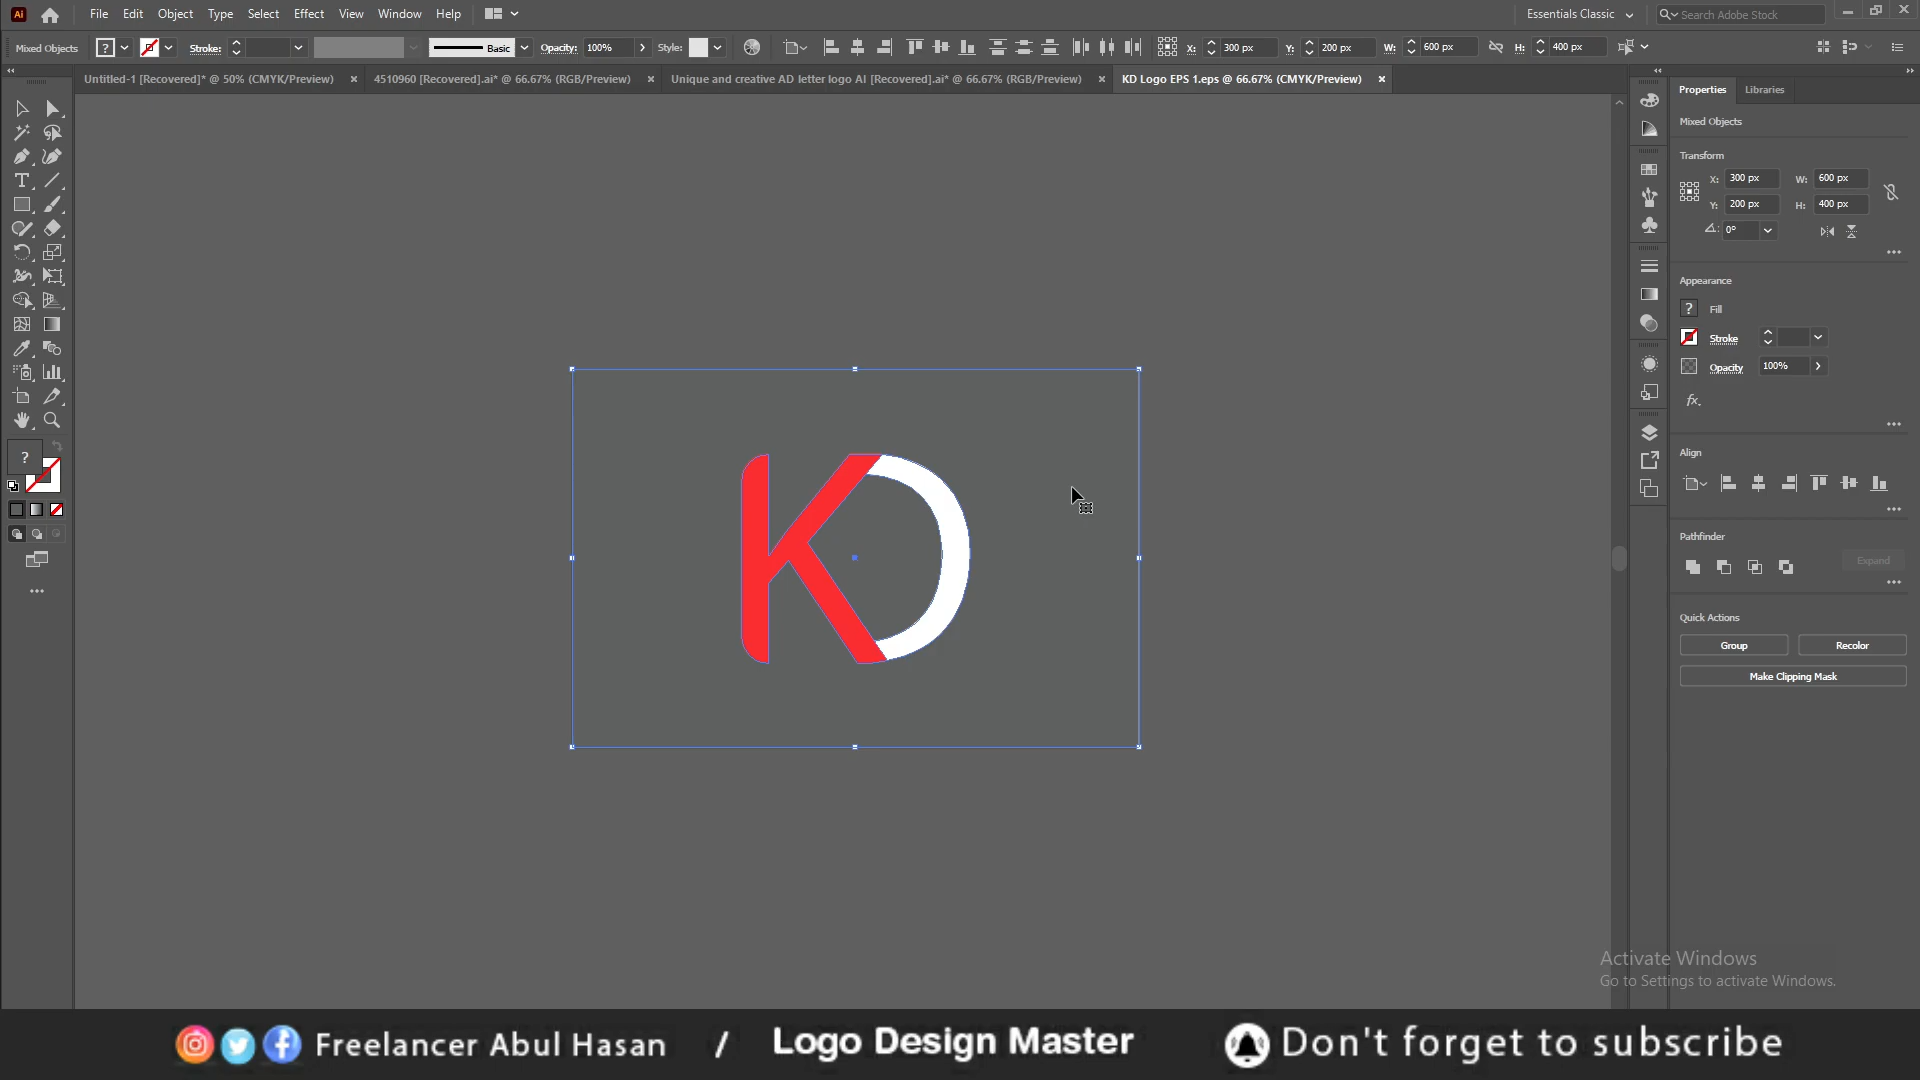 Ai File Edit Object Type Select Effect View Window Help Essentials Classic Search Adobe Stock
Mixed Objects ? Stroke: Basic Opacity: 100% Style: X: 300 px Y: 200 px W: 600 px H: 400 px
Untitled-1 [Recovered]* @ 50% (CMYK/Preview) × 4510960 [Recovered].ai* @ 66.67% (RGB/Preview) × Unique and creative AD letter logo AI [Recovered].ai* @ 66.67% (RGB/Preview) × KD Logo EPS 1.eps @ 66.67% (CMYK/Preview) ×
Properties Libraries
Mixed Objects
Transform
X: 300 px W: 600 px
Y: 200 px H: 400 px
0°
Appearance
? Fill
Stroke
Opacity 100%
fx.
Align
Pathfinder
Expand
Quick Actions
Group Recolor
Make Clipping Mask
?
KD
Activate Windows
Go to Settings to activate Windows.
Freelancer Abul Hasan / Logo Design Master Don't forget to subscribe